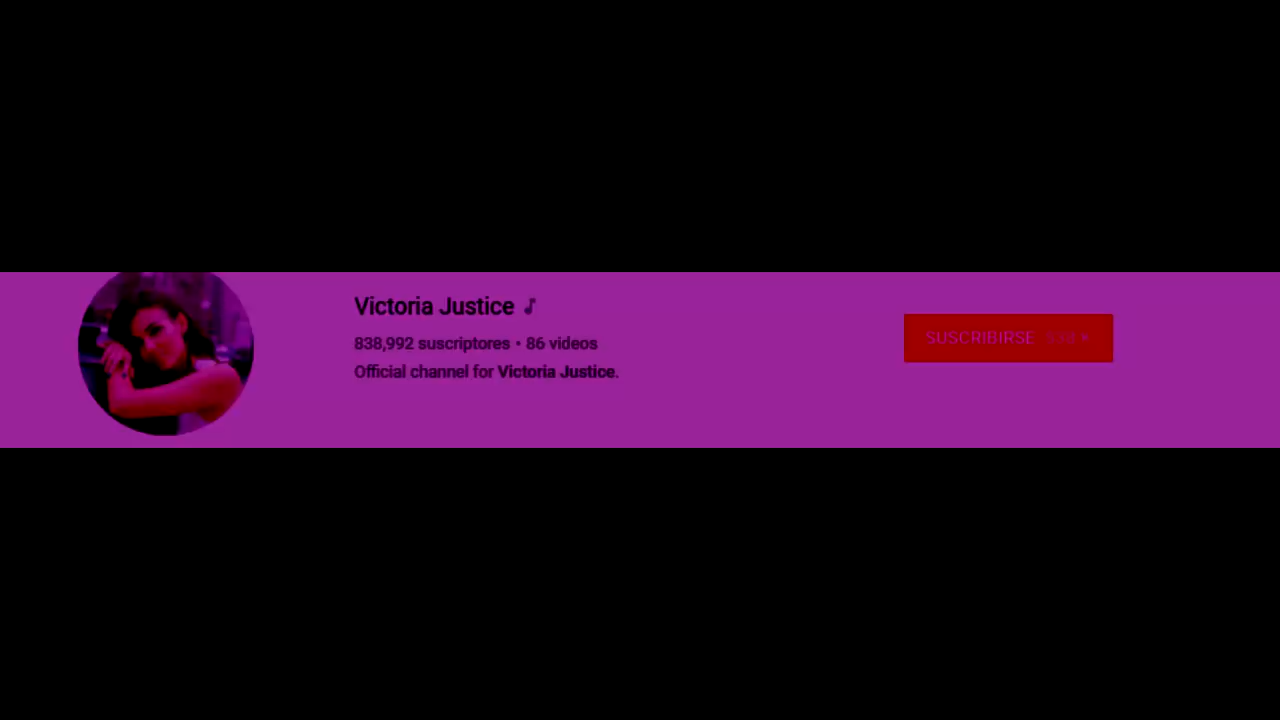 Victoria Justice
838,992 suscriptores • 86 videos
Official channel for Victoria Justice.
SUSCRIBIRSE